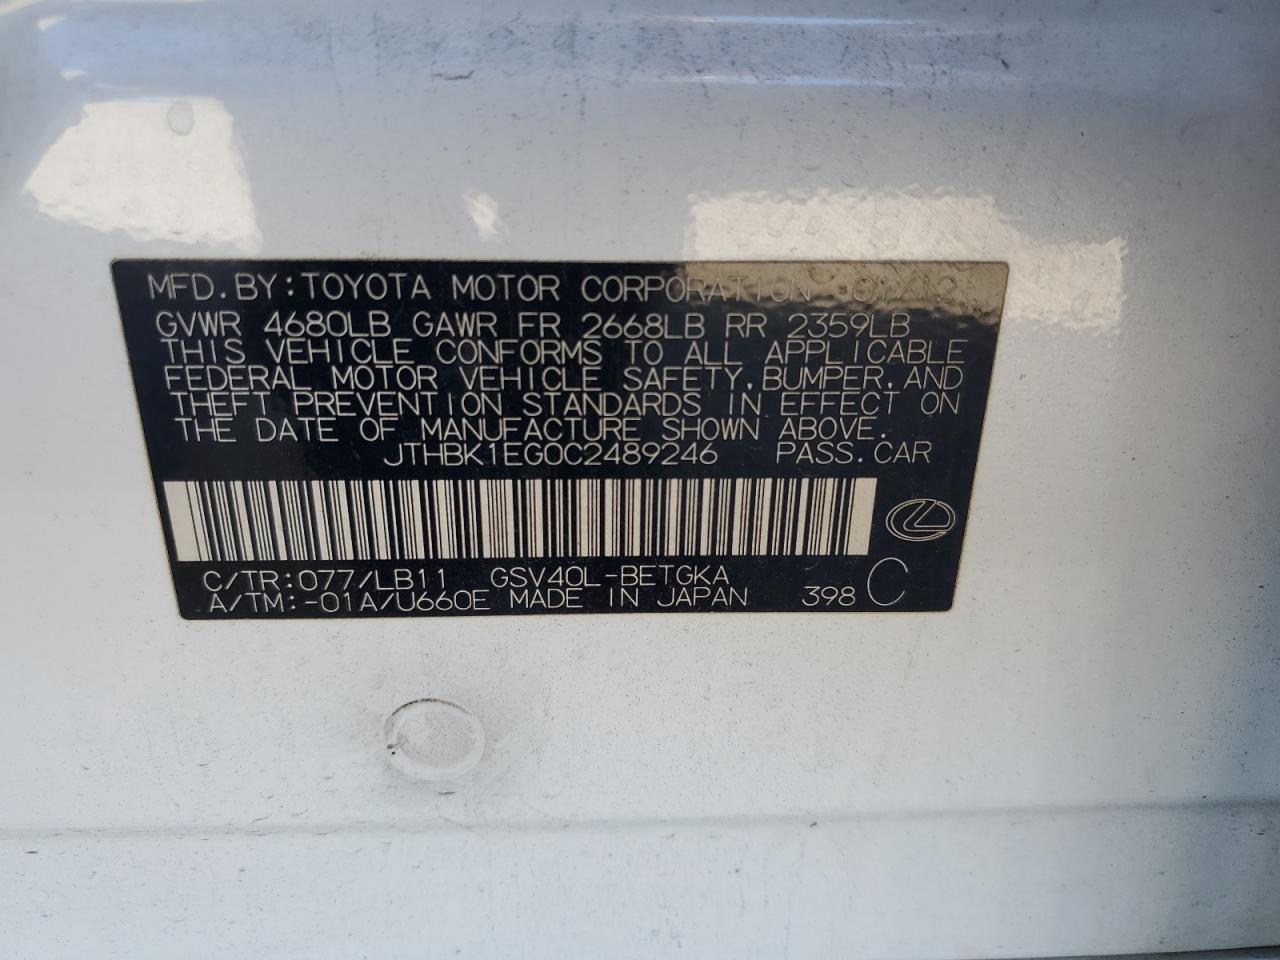 MFD. BY: TOYOTA MOTOR CORPORATION 01/12
GVWR 4680LB GAWR FR 2668LB RR 2359LB
THIS VEHICLE CONFORMS TO ALL APPLICABLE
FEDERAL MOTOR VEHICLE SAFETY, BUMPER, AND
THEFT PREVENTION STANDARDS IN EFFECT ON
THE DATE OF MANUFACTURE SHOWN ABOVE.
JTHBK1EG0C2489246 PASS. CAR
C/TR: 077/LB11 GSV40L-BETGKA
A/TM: -01A/U660E MADE IN JAPAN 398 C